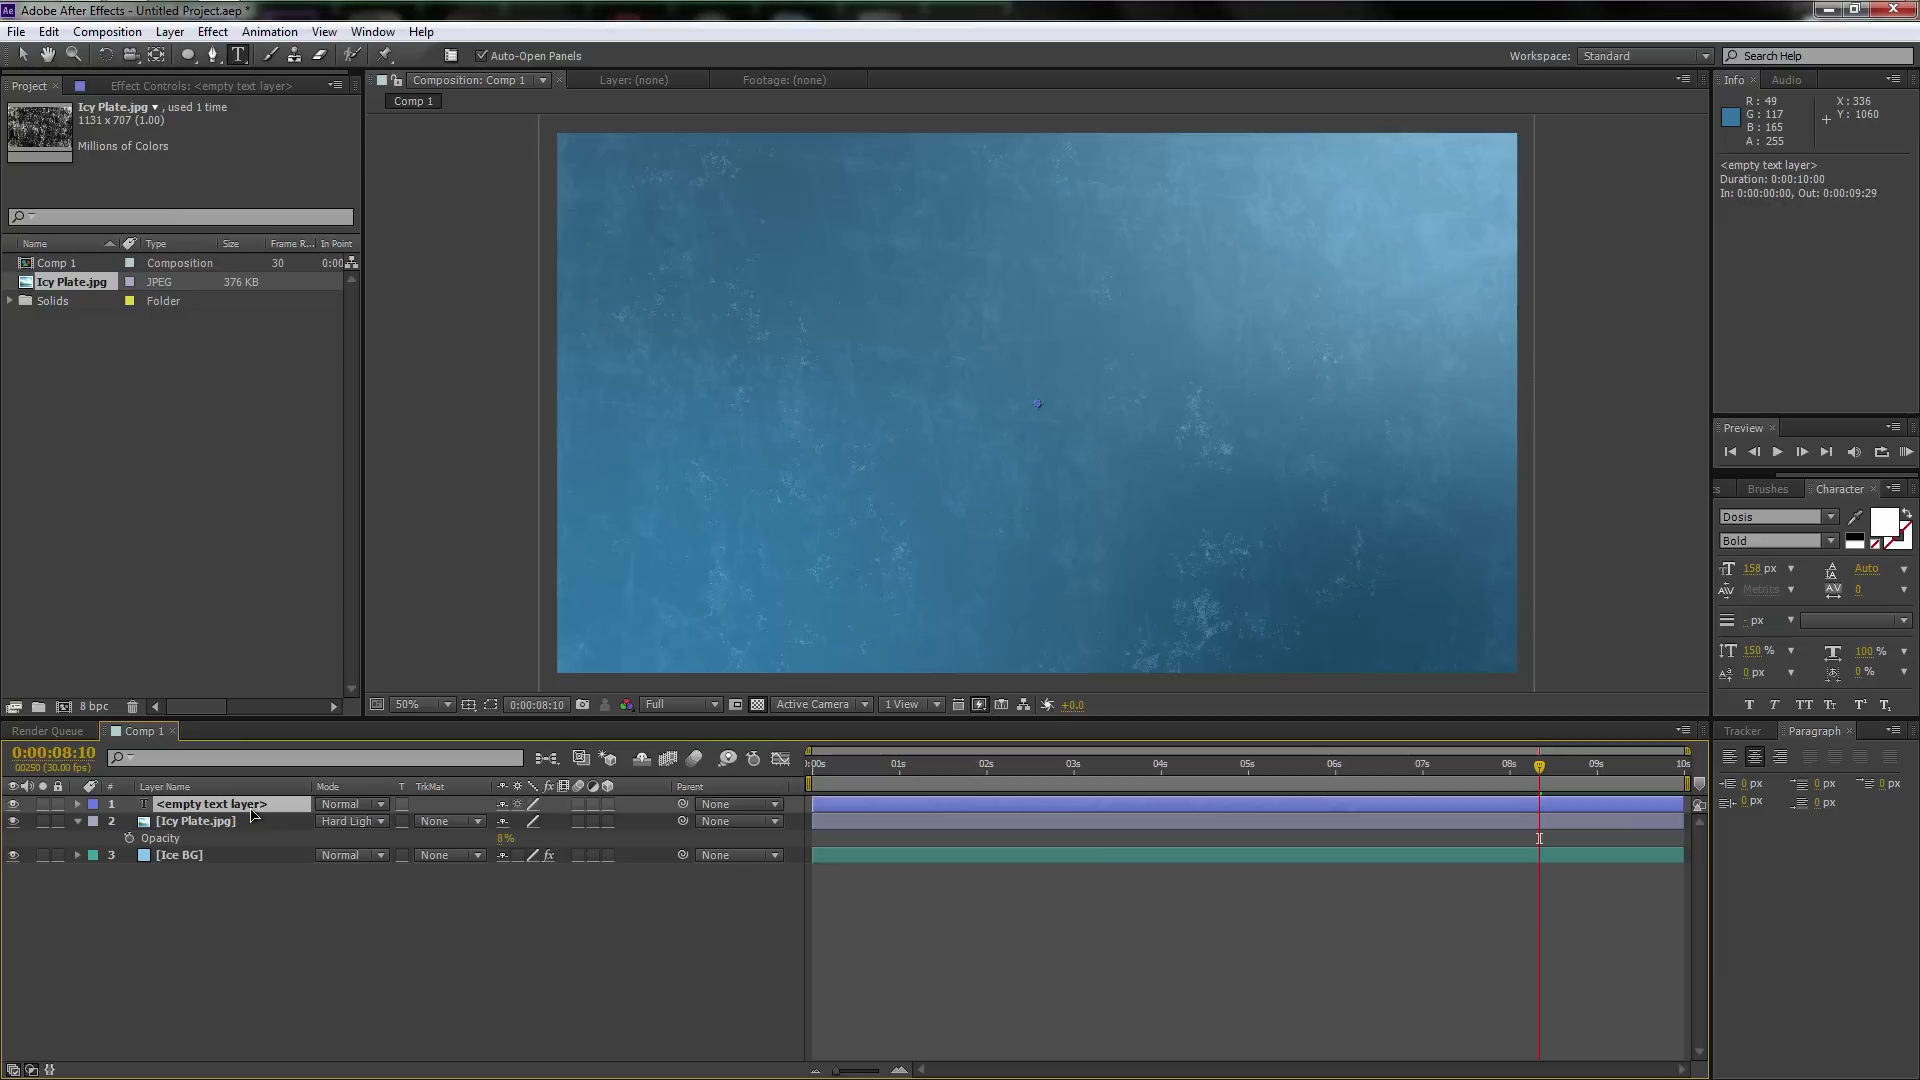 Adobe After Effects - Untitled Project.aep *
File Edit Composition Layer Effect Animation View Window Help
Auto-Open Panels
Workspace: Standard
Search Help
Project
Effect Controls: <empty text layer>
Icy Plate.jpg ▼ , used 1 time
1131 x 707 (1.00)
Millions of Colors
Name Type Size Frame R... In Point
Comp 1 Composition 30 0:00
Icy Plate.jpg JPEG 376 KB
Solids Folder
8 bpc
Composition: Comp 1
Layer: (none)
Footage: (none)
Comp 1
50% 0:00:08:10 Full Active Camera 1 View +0.0
Info Audio
R: 49
G: 117
B: 165
A: 255
X: 336
Y: 1060
<empty text layer>
Duration: 0:00:10:00
In: 0:00:00:00, Out: 0:00:09:29
Preview
Brushes Character
Dosis
Bold
158 px Auto
Metrics 0
- px
150 % 100 %
0 px 0 %
Tracker Paragraph
0 px 0 px 0 px
0 px 0 px
Render Queue Comp 1
0:00:08:10
00250 (30.00 fps)
# Layer Name Mode T TrkMat Parent
1 <empty text layer> Normal None
2 [Icy Plate.jpg] Hard Ligh None None
Opacity 8%
3 [Ice BG] Normal None fx None
):00s 01s 02s 03s 04s 05s 06s 07s 08s 09s 10s